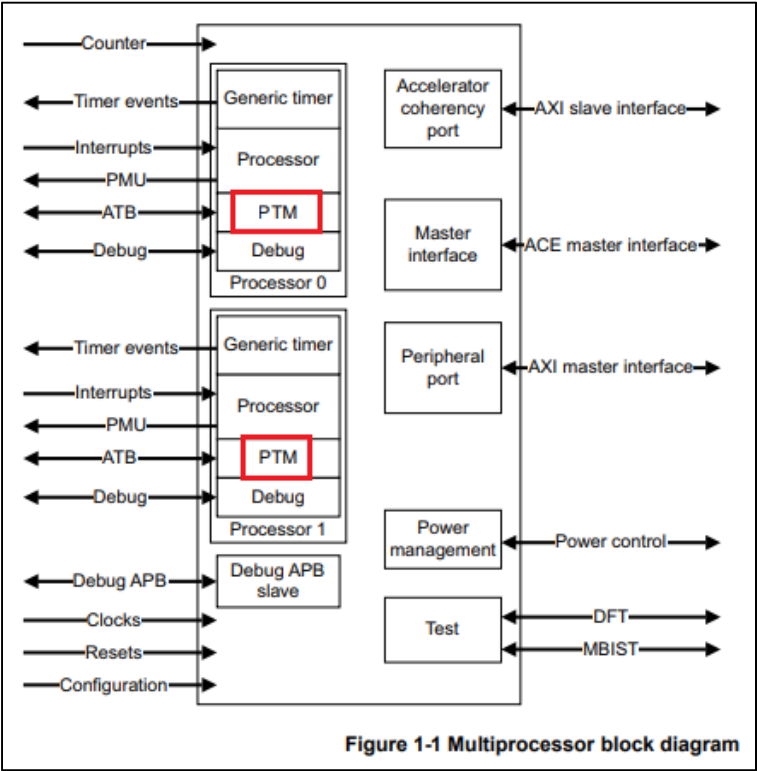 Counter
Generic timer
Timer events
Interrupts
Processor
PMU
ATB
PTM
Debug
Debug
Processor 0
Generic timer
Timer events
Interrupts
Processor
PMU
ATB
PTM
Debug
Debug
Processor 1
Debug APB
Debug APB
slave
Clocks
Resets
Configuration
Accelerator
coherency
port
AXI slave interface
Master
interface
ACE master interface
Peripheral
port
AXI master interface
Power
management
Power control
Test
DFT
MBIST
Figure 1-1 Multiprocessor block diagram